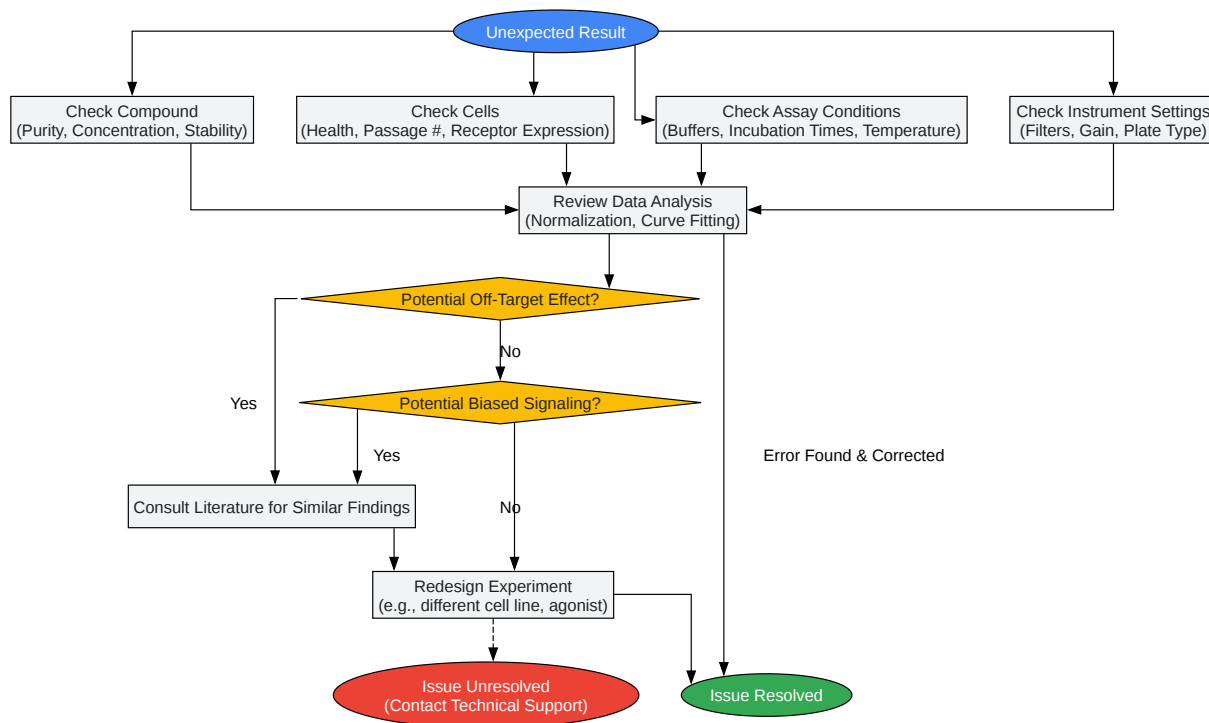 Unexpected Result
Check Compound
(Purity, Concentration, Stability)
Check Cells
(Health, Passage #, Receptor Expression)
Check Assay Conditions
(Buffers, Incubation Times, Temperature)
Check Instrument Settings
(Filters, Gain, Plate Type)
Review Data Analysis
(Normalization, Curve Fitting)
Potential Off-Target Effect?
No
Yes
Potential Biased Signaling?
Yes
Error Found & Corrected
Consult Literature for Similar Findings
No
Redesign Experiment
(e.g., different cell line, agonist)
Issue Unresolved
(Contact Technical Support)
Issue Resolved